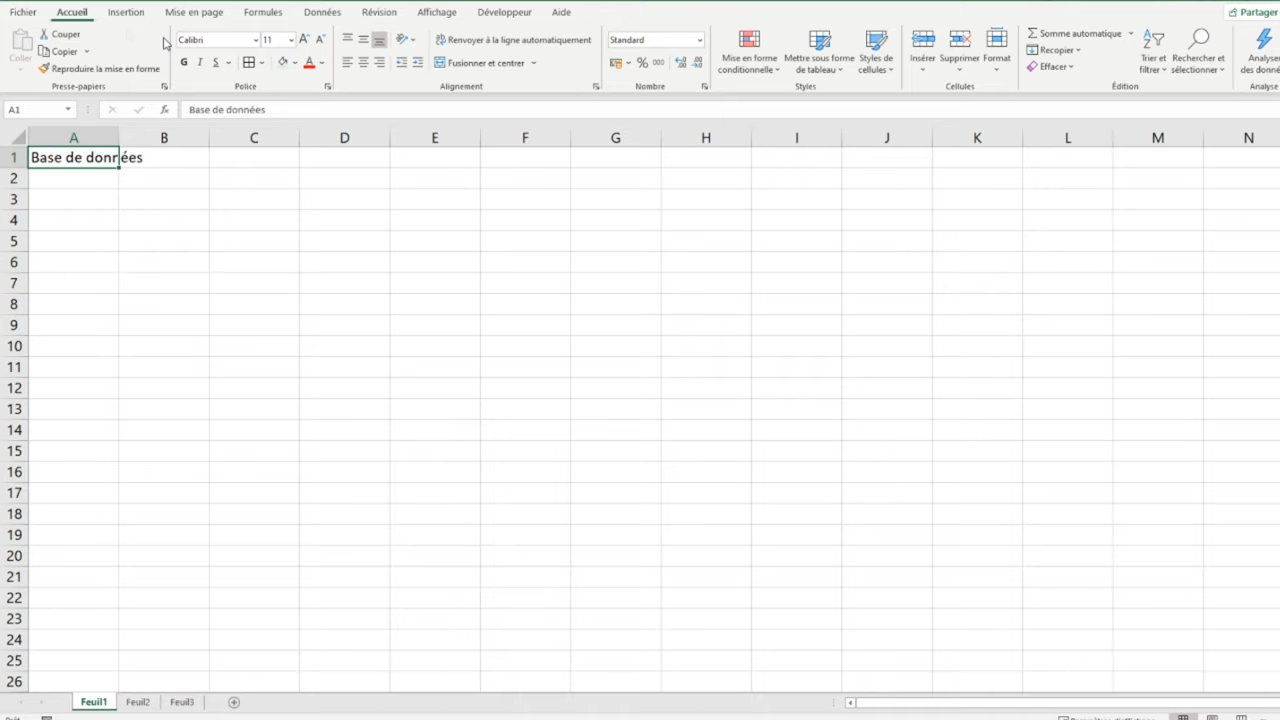 Fichier Accueil Insertion Mise en page Formules Données Révision Affichage Développeur Aide Partager
Couper
Copier
Coller
Reproduire la mise en forme
Presse-papiers
Calibri 11
G I S
Police
Renvoyer à la ligne automatiquement
Fusionner et centrer
Alignement
Standard
% 000
Nombre
Mise en forme conditionnelle
Mettre sous forme de tableau
Styles de cellules
Styles
Insérer Supprimer Format
Cellules
Somme automatique
Recopier
Effacer
Trier et filtrer
Rechercher et sélectionner
Édition
Analyser
des donné
Analyse
A1 fx Base de données
A B C D E F G H I J K L M N
1 Base de données
2
3
4
5
6
7
8
9
10
11
12
13
14
15
16
17
18
19
20
21
22
23
24
25
26
Feuil1 Feuil2 Feuil3